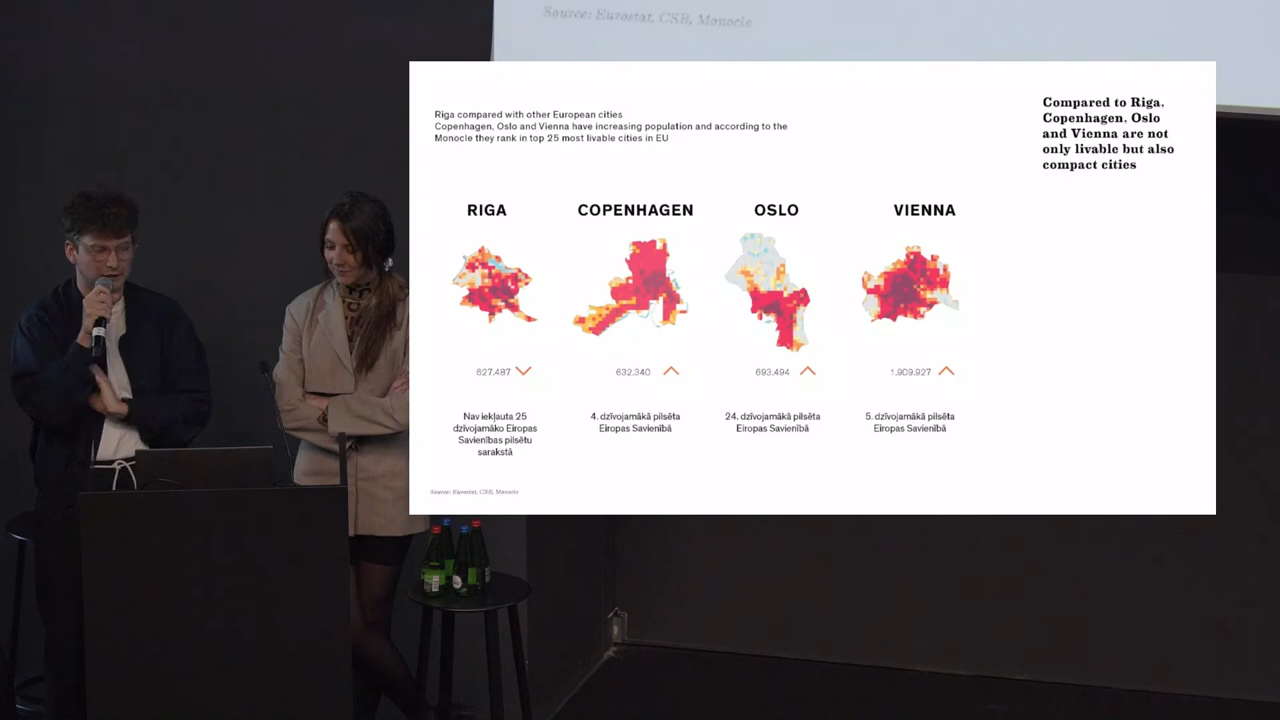 Source: Eurostat, CSB, Monocle
Riga compared with other European cities
Copenhagen, Oslo and Vienna have increasing population and according to the
Monocle they rank in top 25 most livable cities in EU
Compared to Riga,
Copenhagen, Oslo
and Vienna are not
only livable but also
compact cities
RIGA
COPENHAGEN
OSLO
VIENNA
627.487
632.340
693.494
1.909.927
Nav iekļauta 25
dzīvojamāko Eiropas
Savienības pilsētu
sarakstā
4. dzīvojamākā pilsēta
Eiropas Savienībā
24. dzīvojamākā pilsēta
Eiropas Savienībā
5. dzīvojamākā pilsēta
Eiropas Savienībā
Source: Eurostat, CSB, Monocle